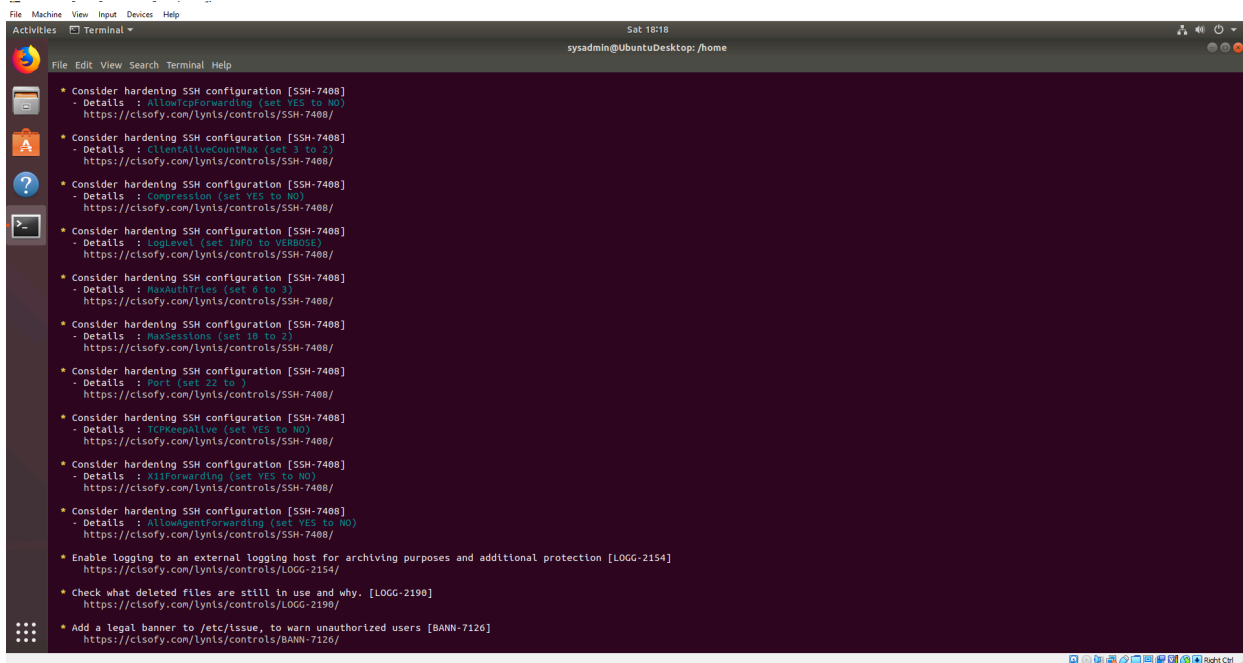 File Machine View Input Devices Help
Activities Terminal Sat 18:18
sysadmin@UbuntuDesktop: /home
File Edit View Search Terminal Help
* Consider hardening SSH configuration [SSH-7408]
- Details : AllowTcpForwarding (set YES to NO)
https://cisofy.com/lynis/controls/SSH-7408/
* Consider hardening SSH configuration [SSH-7408]
- Details : ClientAliveCountMax (set 3 to 2)
https://cisofy.com/lynis/controls/SSH-7408/
* Consider hardening SSH configuration [SSH-7408]
- Details : Compression (set YES to NO)
https://cisofy.com/lynis/controls/SSH-7408/
* Consider hardening SSH configuration [SSH-7408]
- Details : LogLevel (set INFO to VERBOSE)
https://cisofy.com/lynis/controls/SSH-7408/
* Consider hardening SSH configuration [SSH-7408]
- Details : MaxAuthTries (set 6 to 3)
https://cisofy.com/lynis/controls/SSH-7408/
* Consider hardening SSH configuration [SSH-7408]
- Details : MaxSessions (set 10 to 2)
https://cisofy.com/lynis/controls/SSH-7408/
* Consider hardening SSH configuration [SSH-7408]
- Details : Port (set 22 to )
https://cisofy.com/lynis/controls/SSH-7408/
* Consider hardening SSH configuration [SSH-7408]
- Details : TCPKeepAlive (set YES to NO)
https://cisofy.com/lynis/controls/SSH-7408/
* Consider hardening SSH configuration [SSH-7408]
- Details : X11Forwarding (set YES to NO)
https://cisofy.com/lynis/controls/SSH-7408/
* Consider hardening SSH configuration [SSH-7408]
- Details : AllowAgentForwarding (set YES to NO)
https://cisofy.com/lynis/controls/SSH-7408/
* Enable logging to an external logging host for archiving purposes and additional protection [LOGG-2154]
https://cisofy.com/lynis/controls/LOGG-2154/
* Check what deleted files are still in use and why. [LOGG-2190]
https://cisofy.com/lynis/controls/LOGG-2190/
* Add a legal banner to /etc/issue, to warn unauthorized users [BANN-7126]
https://cisofy.com/lynis/controls/BANN-7126/
Right Ctrl